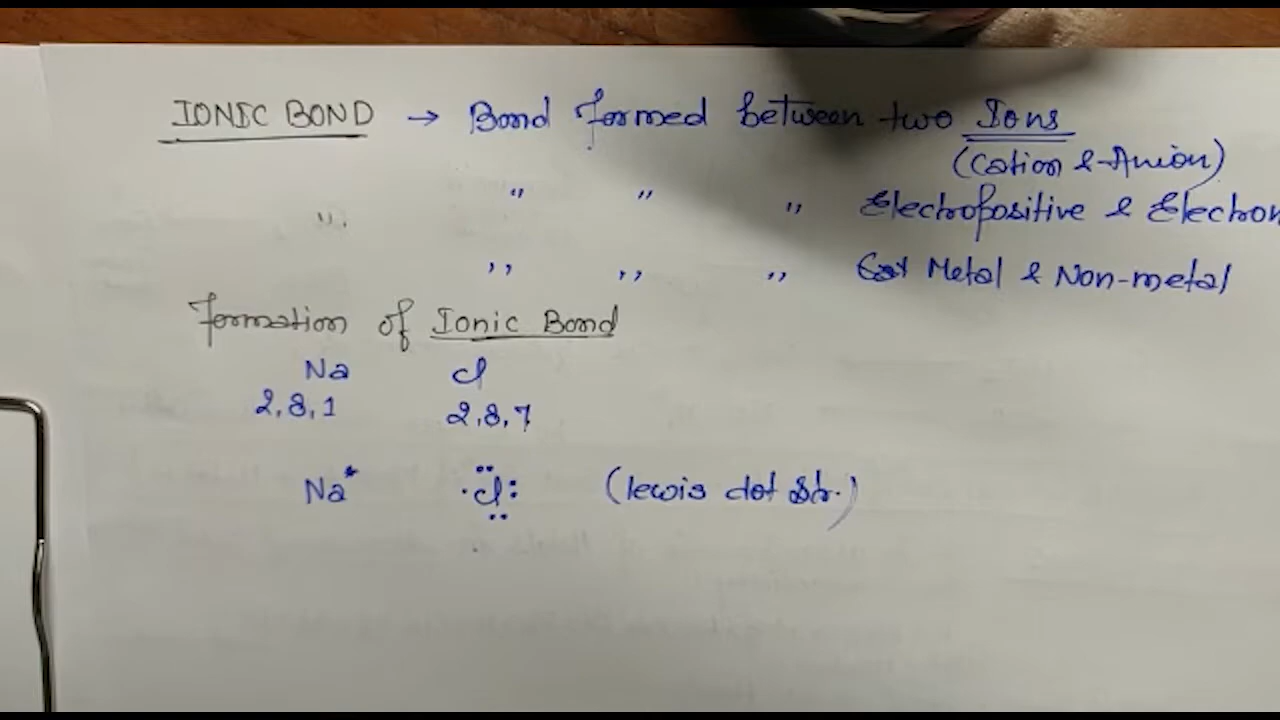 IONIC BOND → Bond formed between two Ions
(Cation & Anion)
" " " Electropositive & Electron
,, ,, ,, Metal & Non-metal
Formation of Ionic Bond
Na Cl
2,8,1 2,8,7
Na Cl (lewis dot Str.)